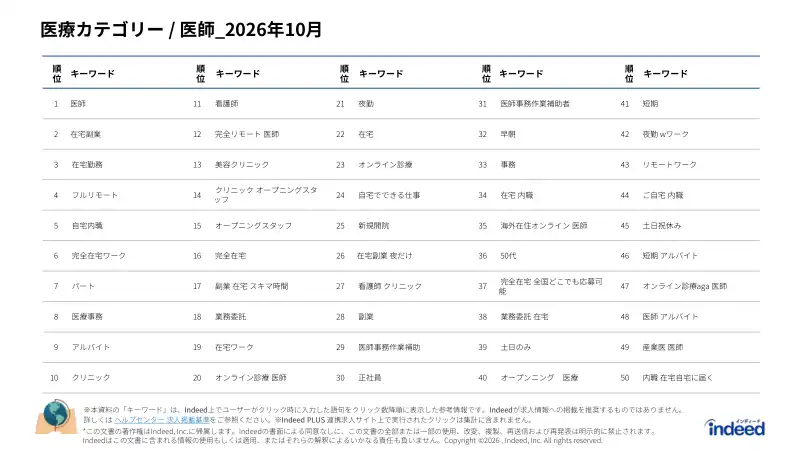 医療カテゴリー / 医師_2026年10月
順位 キーワード 順位 キーワード 順位 キーワード 順位 キーワード 順位 キーワード
1 医師 11 看護師 21 夜勤 31 医師事務作業補助者 41 短期
2 在宅副業 12 完全リモート 医師 22 在宅 32 早朝 42 夜勤 wワーク
3 在宅勤務 13 美容クリニック 23 オンライン診療 33 事務 43 リモートワーク
4 フルリモート 14 クリニック オープニングスタッフ 24 自宅でできる仕事 34 在宅 内職 44 ご自宅 内職
5 自宅内職 15 オープニングスタッフ 25 新規開院 35 海外在住オンライン 医師 45 土日祝休み
6 完全在宅ワーク 16 完全在宅 26 在宅副業 夜だけ 36 50代 46 短期 アルバイト
7 パート 17 副業 在宅 スキマ時間 27 看護師 クリニック 37 完全在宅 全国どこでも応募可能 47 オンライン診療aga 医師
8 医療事務 18 業務委託 28 副業 38 業務委託 在宅 48 医師 アルバイト
9 アルバイト 19 在宅ワーク 29 医師事務作業補助 39 土日のみ 49 産業医 医師
10 クリニック 20 オンライン診療 医師 30 正社員 40 オープンニング　医療 50 内職 在宅自宅に届く
※本資料の「キーワード」は、Indeed上でユーザーがクリック時に入力した語句をクリック数降順に表示した参考情報です。Indeedが求人情報への掲載を推奨するものではありません。
詳しくは ヘルプセンター 求人掲載基準をご参照ください。※Indeed PLUS 連携求人サイト上で実行されたクリックは集計に含まれません。
*この文書の著作権はIndeed, Inc.に帰属します。Indeedの書面による同意なしに、この文書の全部または一部の使用、改変、複製、再送信および再発表は明示的に禁止されます。
Indeedはこの文書に含まれる情報の使用もしくは適用、またはそれらの解釈によるいかなる責任も負いません。Copyright ©2026 , Indeed, Inc. All rights reserved.
インディード
indeed